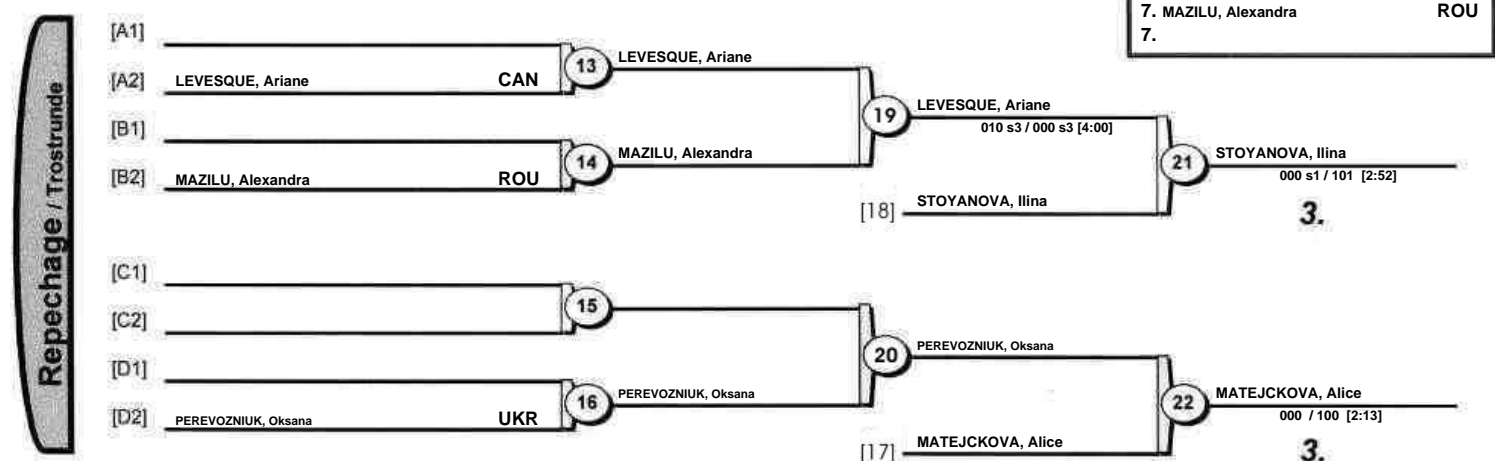 7. MAZILU, Alexandra ROU
7.
Repechage / Trostrunde
[A1]
[A2] LEVESQUE, Ariane CAN
13 LEVESQUE, Ariane
[B1]
[B2] MAZILU, Alexandra ROU
14 MAZILU, Alexandra
19 LEVESQUE, Ariane
010 s3 / 000 s3 [4:00]
[18] STOYANOVA, Ilina
21 STOYANOVA, Ilina
000 s1 / 101 [2:52]
3.
[C1]
[C2]
15
[D1]
[D2] PEREVOZNIUK, Oksana UKR
16 PEREVOZNIUK, Oksana
20 PEREVOZNIUK, Oksana
[17] MATEJCKOVA, Alice
22 MATEJCKOVA, Alice
000 / 100 [2:13]
3.